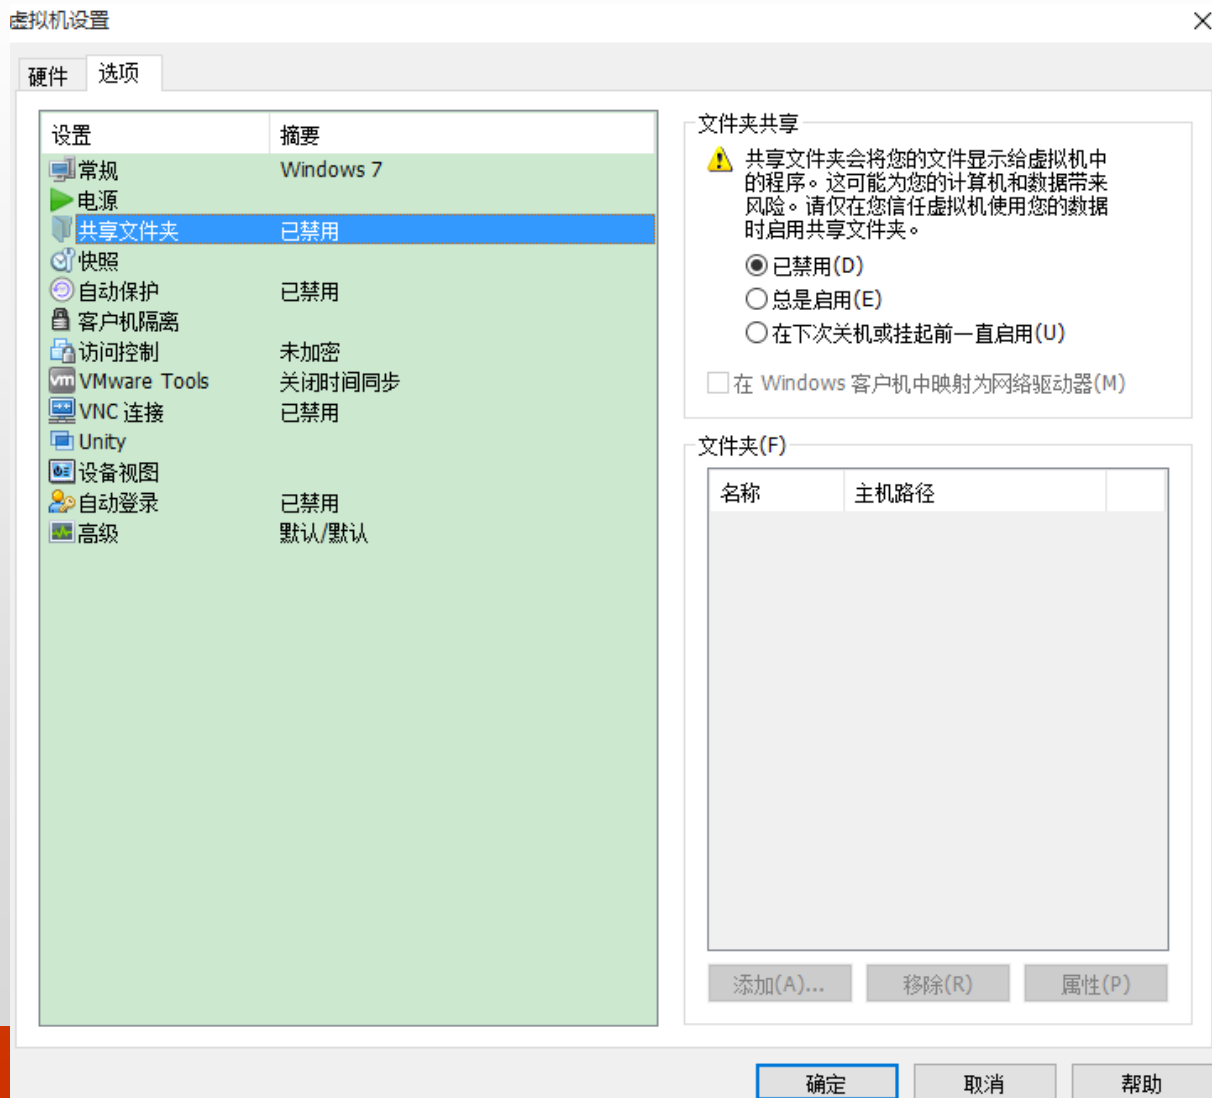 虚拟机设置
硬件 选项
设置 摘要
常规 Windows 7
电源
共享文件夹 已禁用
快照
自动保护 已禁用
客户机隔离
访问控制 未加密
vm VMware Tools 关闭时间同步
VNC 连接 已禁用
Unity
设备视图
自动登录 已禁用
高级 默认/默认
文件夹共享
共享文件夹会将您的文件显示给虚拟机中
的程序。这可能为您的计算机和数据带来
风险。请仅在您信任虚拟机使用您的数据
时启用共享文件夹。
已禁用(D)
总是启用(E)
在下次关机或挂起前一直启用(U)
在 Windows 客户机中映射为网络驱动器(M)
文件夹(F)
名称 主机路径
添加(A)... 移除(R) 属性(P)
确定 取消 帮助